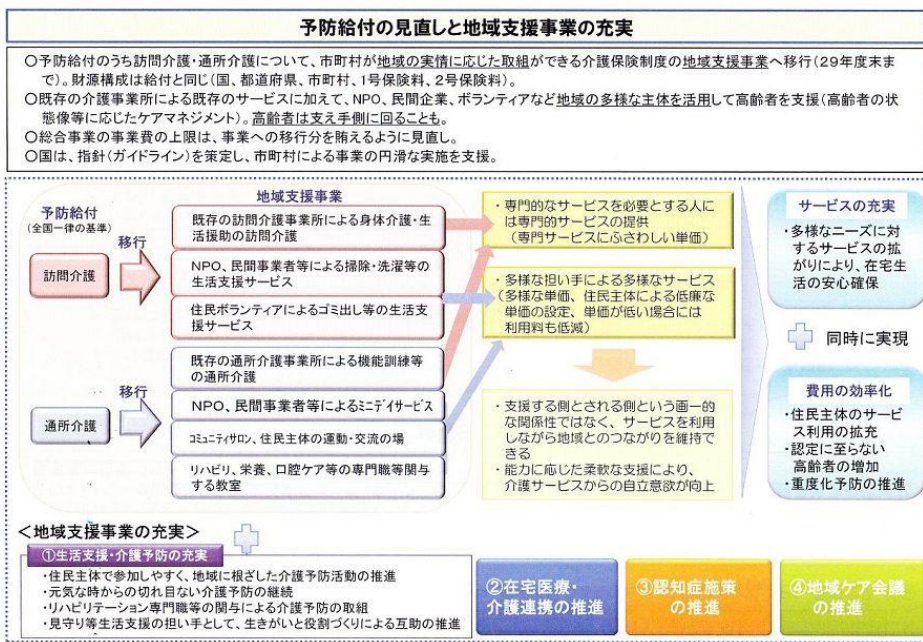 予防給付の見直しと地域支援事業の充実
○予防給付のうち訪問介護・通所介護について、市町村が地域の実情に応じた取組ができる介護保険制度の地域支援事業へ移行(29年度末
まで)。財源構成は給付と同じ(国、都道府県、市町村、1号保険料、2号保険料)。
○既存の介護事業所による既存のサービスに加えて、NPO、民間企業、ボランティアなど地域の多様な主体を活用して高齢者を支援(高齢者の状
態像等に応じたケアマネジメント)。高齢者は支え手側に回ることも。
○総合事業の事業費の上限は、事業への移行分を賄えるように見直し。
○国は、指針(ガイドライン)を策定し、市町村による事業の円滑な実施を支援。
予防給付
(全国一律の基準)
移行
訪問介護
地域支援事業
既存の訪問介護事業所による身体介護・生
活援助の訪問介護
NPO、民間事業者等による掃除・洗濯等の
生活支援サービス
住民ボランティアによるゴミ出し等の生活支
援サービス
移行
通所介護
既存の通所介護事業所による機能訓練等
の通所介護
NPO、民間事業者等によるミニデイサービス
コミュニティサロン、住民主体の運動・交流の場
リハビリ、栄養、口腔ケア等の専門職等関与
する教室
・専門的なサービスを必要とする人に
は専門的サービスの提供
(専門サービスにふさわしい単価)
・多様な担い手による多様なサービス
(多様な単価、住民主体による低廉な
単価の設定、単価が低い場合には
利用料も低減)
・支援する側とされる側という画一的
な関係性ではなく、サービスを利用
しながら地域とのつながりを維持で
きる
・能力に応じた柔軟な支援により、
介護サービスからの自立意欲が向上
サービスの充実
・多様なニーズに対
するサービスの拡
がりにより、在宅生
活の安心確保
同時に実現
費用の効率化
・住民主体のサービ
ス利用の拡充
・認定に至らない
高齢者の増加
・重度化予防の推進
<地域支援事業の充実>
①生活支援・介護予防の充実
・住民主体で参加しやすく、地域に根ざした介護予防活動の推進
・元気な時からの切れ目ない介護予防の継続
・リハビリテーション専門職等の関与による介護予防の取組
・見守り等生活支援の担い手として、生きがいと役割づくりによる互助の推進
②在宅医療・
介護連携の推進
③認知症施策
の推進
④地域ケア会議
の推進